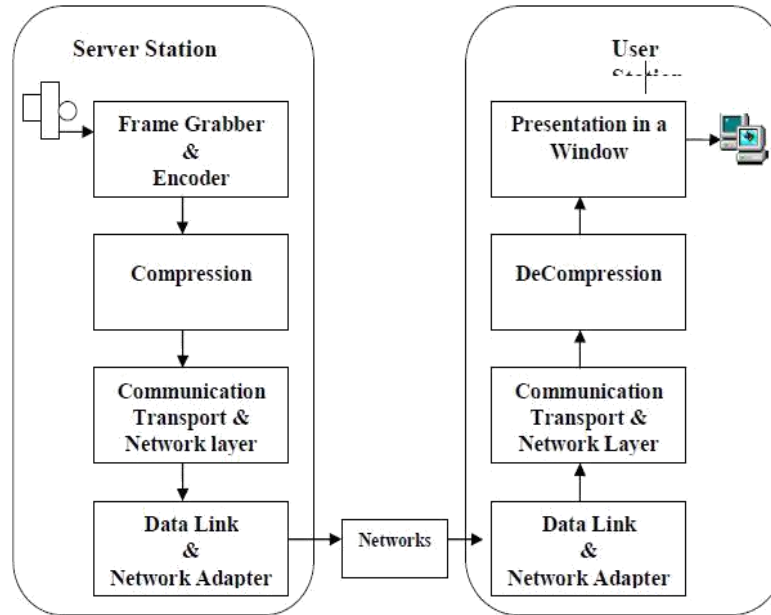 Server Station
Frame Grabber
&
Encoder
Compression
Communication
Transport &
Network layer
Data Link
&
Network Adapter
Networks
User
Station
Presentation in a
Window
DeCompression
Communication
Transport &
Network Layer
Data Link
&
Network Adapter